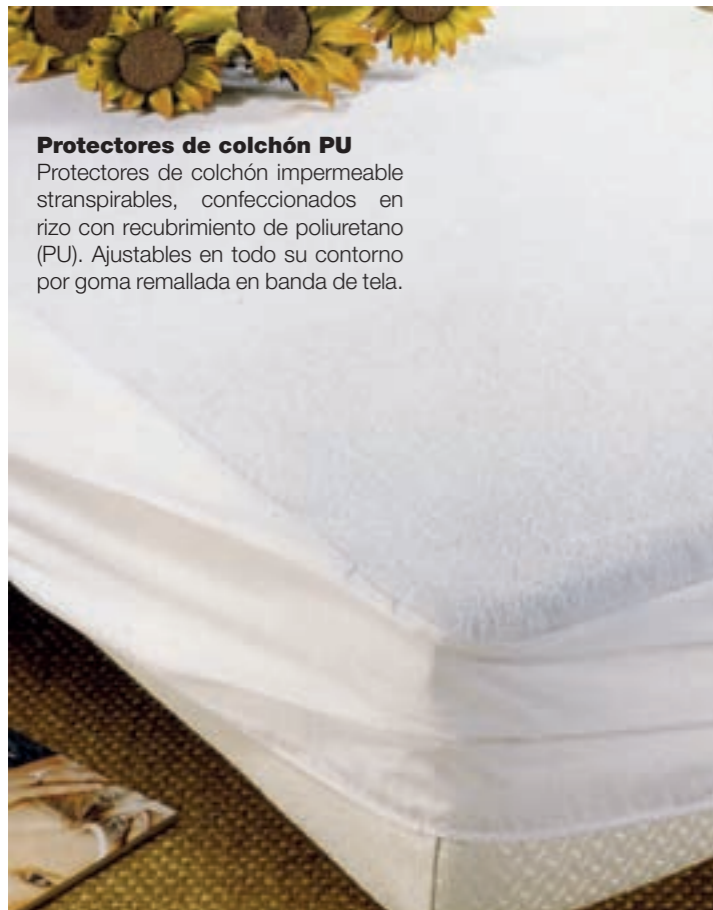 Protectores de colchón PU
Protectores de colchón impermeable
stranspirables, confeccionados en
rizo con recubrimiento de poliuretano
(PU). Ajustables en todo su contorno
por goma remallada en banda de tela.